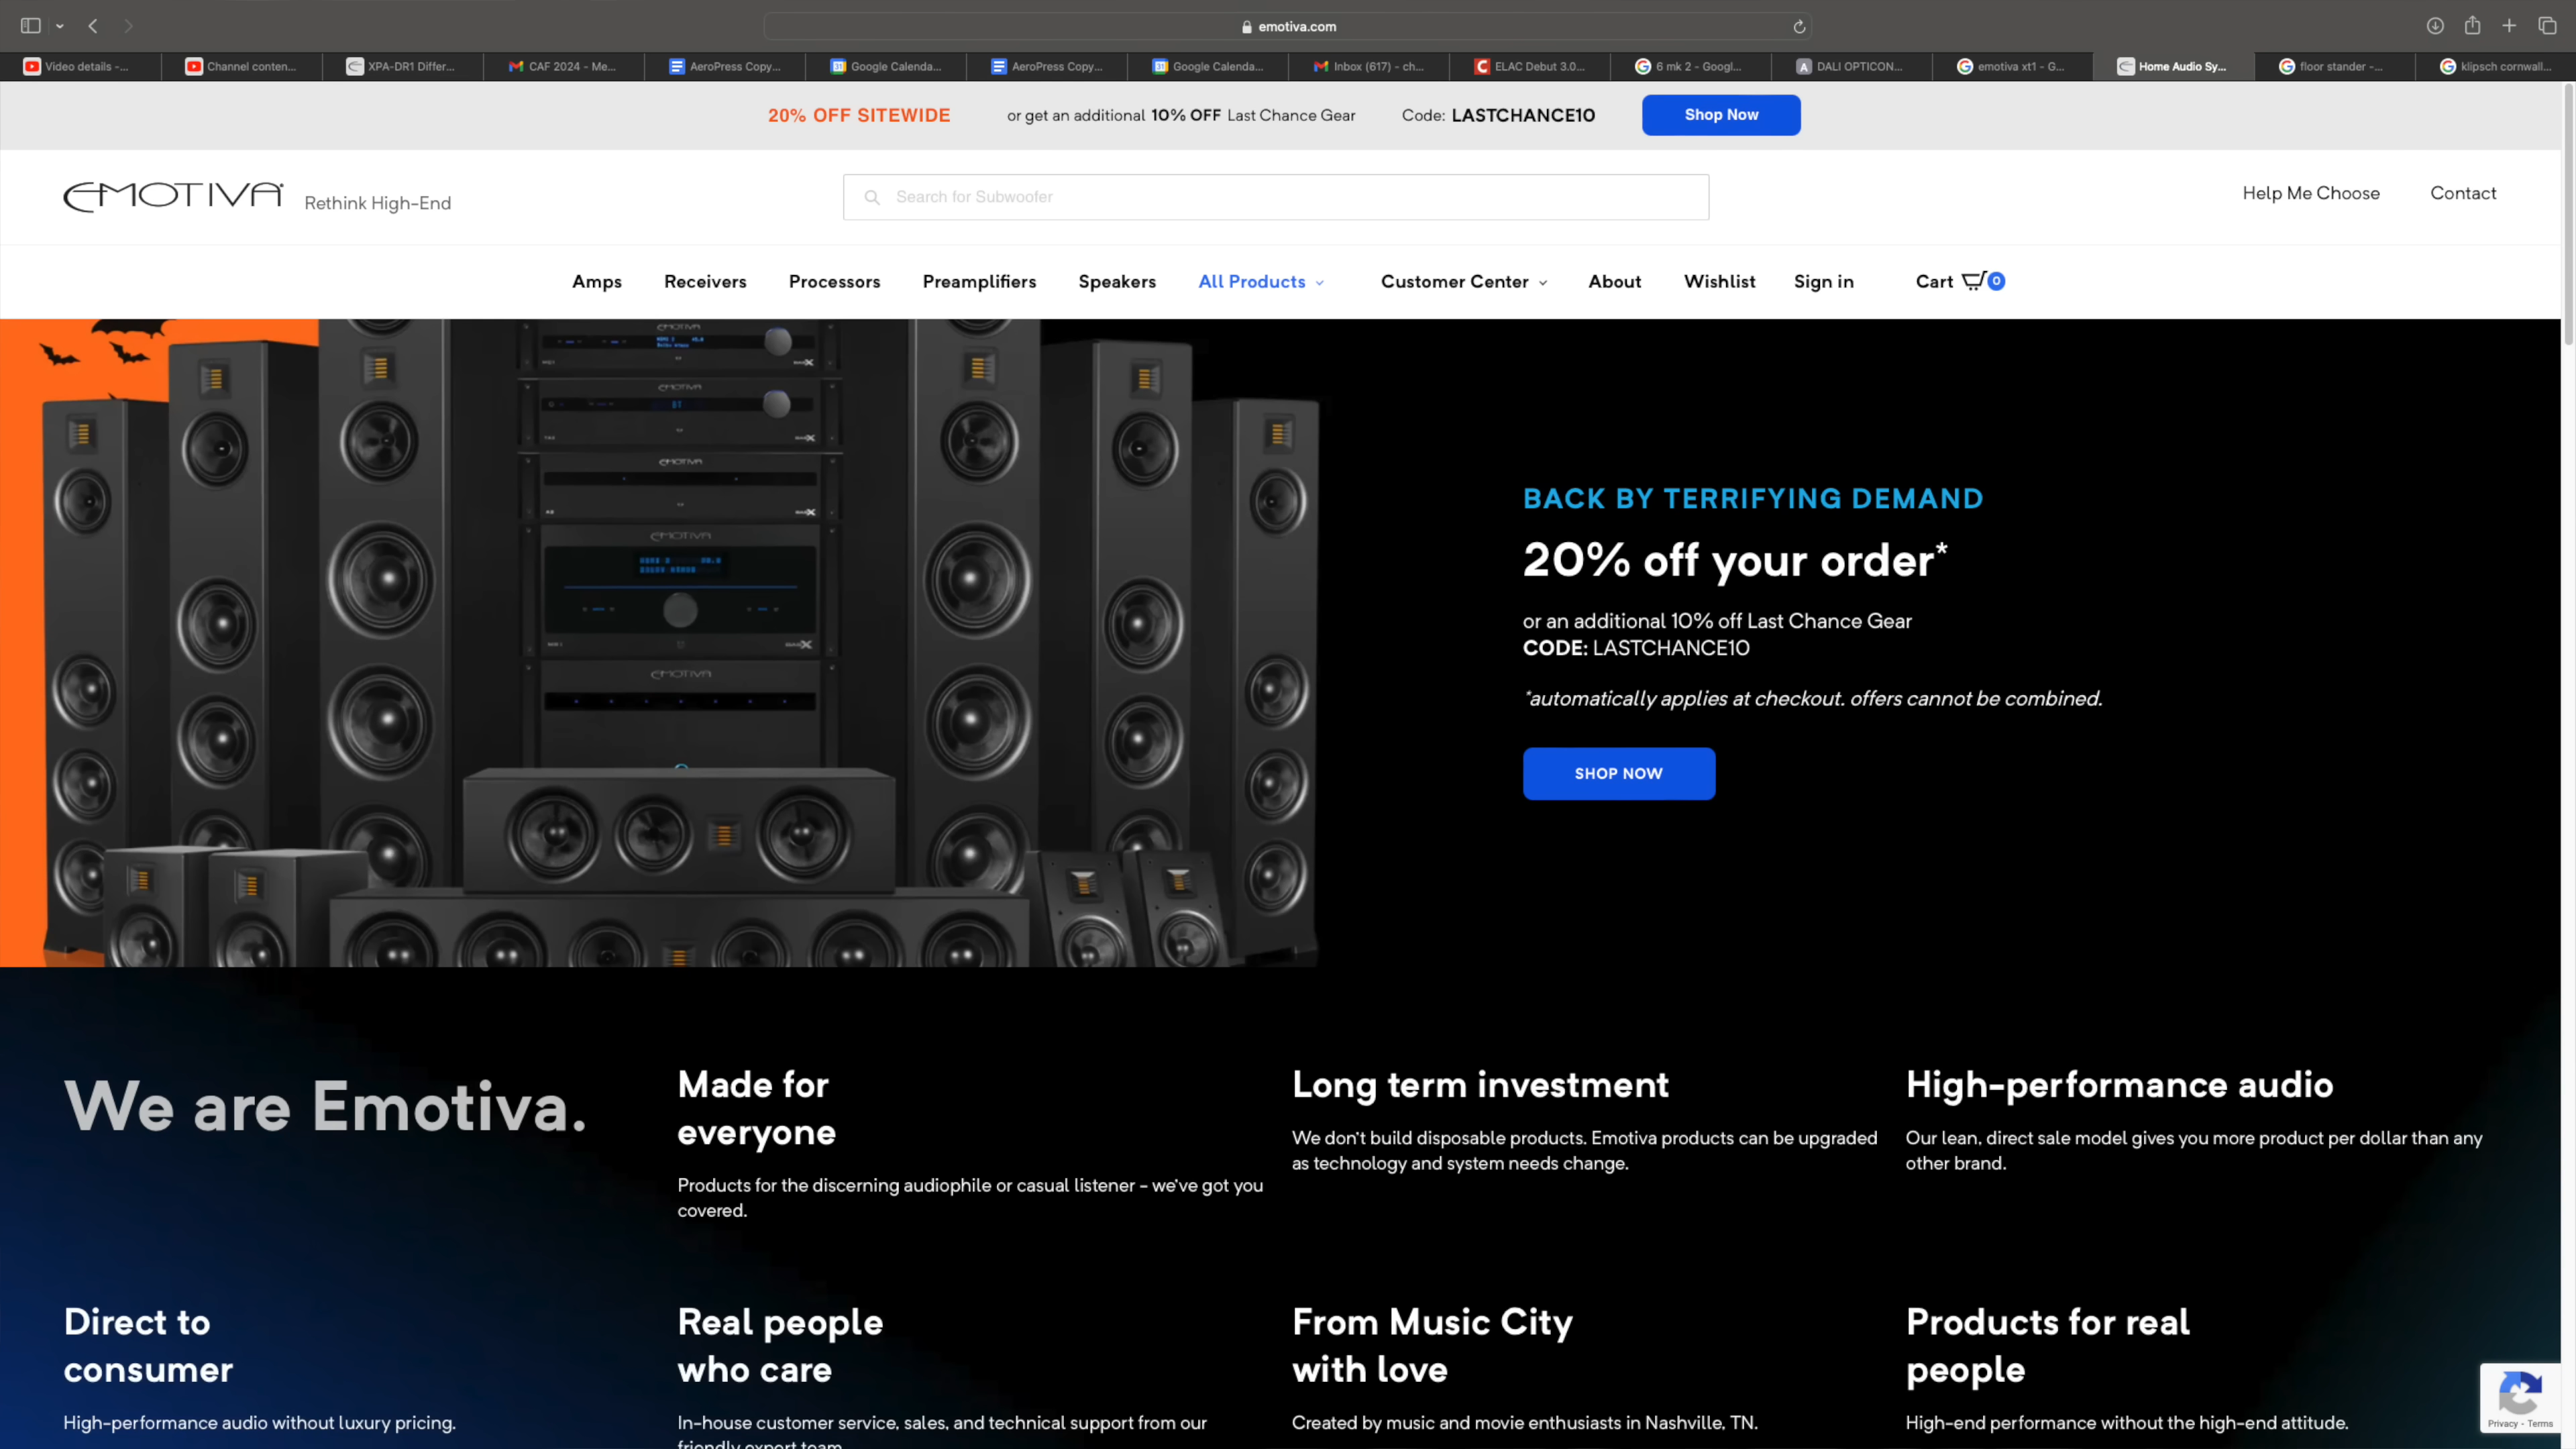 emotiva.com
Video details -...
Channel conten...
XPA-DR1 Differ...
CAF 2024 - Me...
AeroPress Copy...
Google Calenda...
AeroPress Copy...
Google Calenda...
Inbox (617) - ch...
ELAC Debut 3.0...
6 mk 2 - Googl...
DALI OPTICON...
emotiva xt1 - G...
Home Audio Sy...
floor stander -...
klipsch cornwall...
20% OFF SITEWIDE
or get an additional 10% OFF Last Chance Gear
Code: LASTCHANCE10
Shop Now
EMOTIVA
Rethink High-End
Search for Subwoofer
Help Me Choose
Contact
Amps
Receivers
Processors
Preamplifiers
Speakers
All Products
Customer Center
About
Wishlist
Sign in
Cart 0
EMOTIVA
EMOTIVA
EMOTIVA
EMOTIVA
EMOTIVA
BACK BY TERRIFYING DEMAND
20% off your order*
or an additional 10% off Last Chance Gear
CODE: LASTCHANCE10
*automatically applies at checkout. offers cannot be combined.
SHOP NOW
We are Emotiva.
Made for
everyone
Products for the discerning audiophile or casual listener - we've got you
covered.
Long term investment
We don't build disposable products. Emotiva products can be upgraded
as technology and system needs change.
High-performance audio
Our lean, direct sale model gives you more product per dollar than any
other brand.
Direct to
consumer
High-performance audio without luxury pricing.
Real people
who care
In-house customer service, sales, and technical support from our
friendly expert team.
From Music City
with love
Created by music and movie enthusiasts in Nashville, TN.
Products for real
people
High-end performance without the high-end attitude.
Privacy - Terms